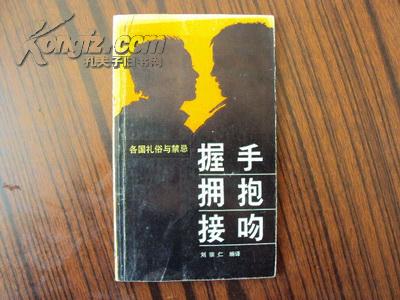 Kongfz.com
孔夫子旧书网
各国礼俗与禁忌
握手
拥抱
接吻
编译